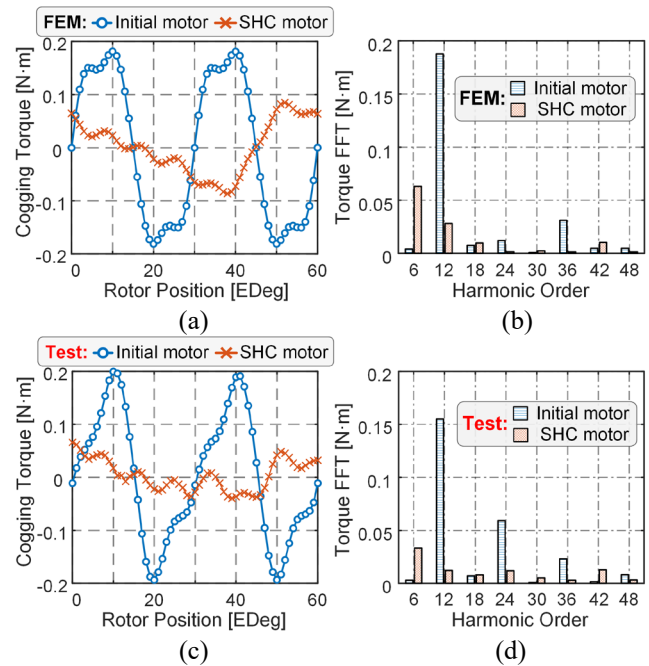 FEM: Initial motor SHC motor
Cogging Torque [N·m]
0.2
0.1
0
-0.1
-0.2
0 20 40 60
Rotor Position [EDeg]
(a)
FEM: Initial motor
SHC motor
Torque FFT [N·m]
0.2
0.15
0.1
0.05
0
6 12 18 24 30 36 42 48
Harmonic Order
(b)
Test: Initial motor SHC motor
Cogging Torque [N·m]
0.2
0.1
0
-0.1
-0.2
0 20 40 60
Rotor Position [EDeg]
(c)
Test: Initial motor
SHC motor
Torque FFT [N·m]
0.2
0.15
0.1
0.05
0
6 12 18 24 30 36 42 48
Harmonic Order
(d)